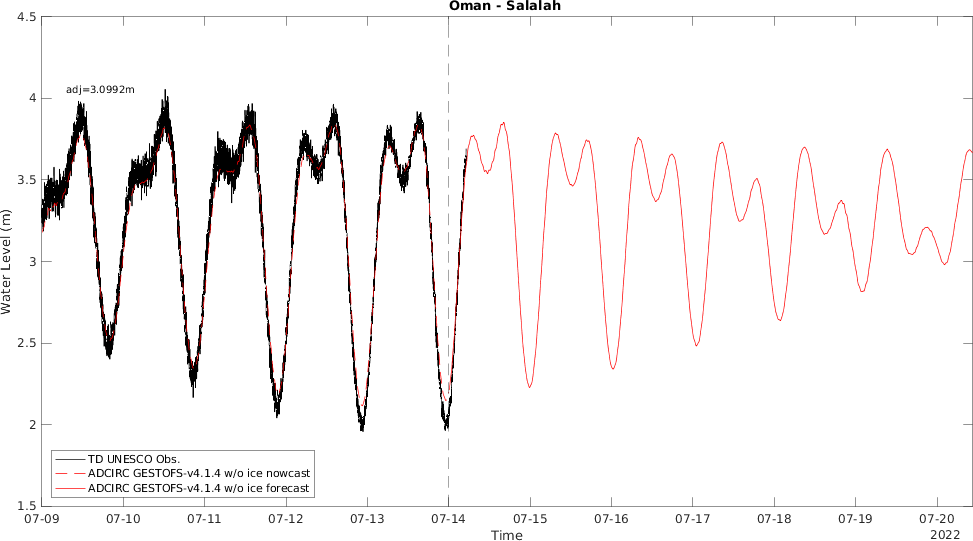 Oman - Salalah
4.5
4
3.5
3
2.5
2
1.5
Water Level (m)
adj=3.0992m
TD UNESCO Obs.
ADCIRC GESTOFS-v4.1.4 w/o ice nowcast
ADCIRC GESTOFS-v4.1.4 w/o ice forecast
07-09 07-10 07-11 07-12 07-13 07-14 07-15 07-16 07-17 07-18 07-19 07-20
2022
Time